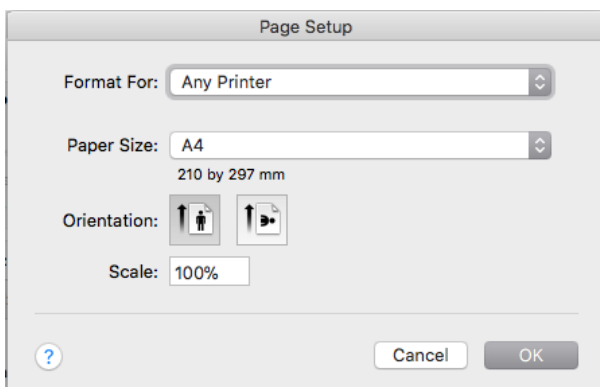 Page Setup
Format For: Any Printer
Paper Size: A4
210 by 297 mm
Orientation:
Scale: 100%
? Cancel OK